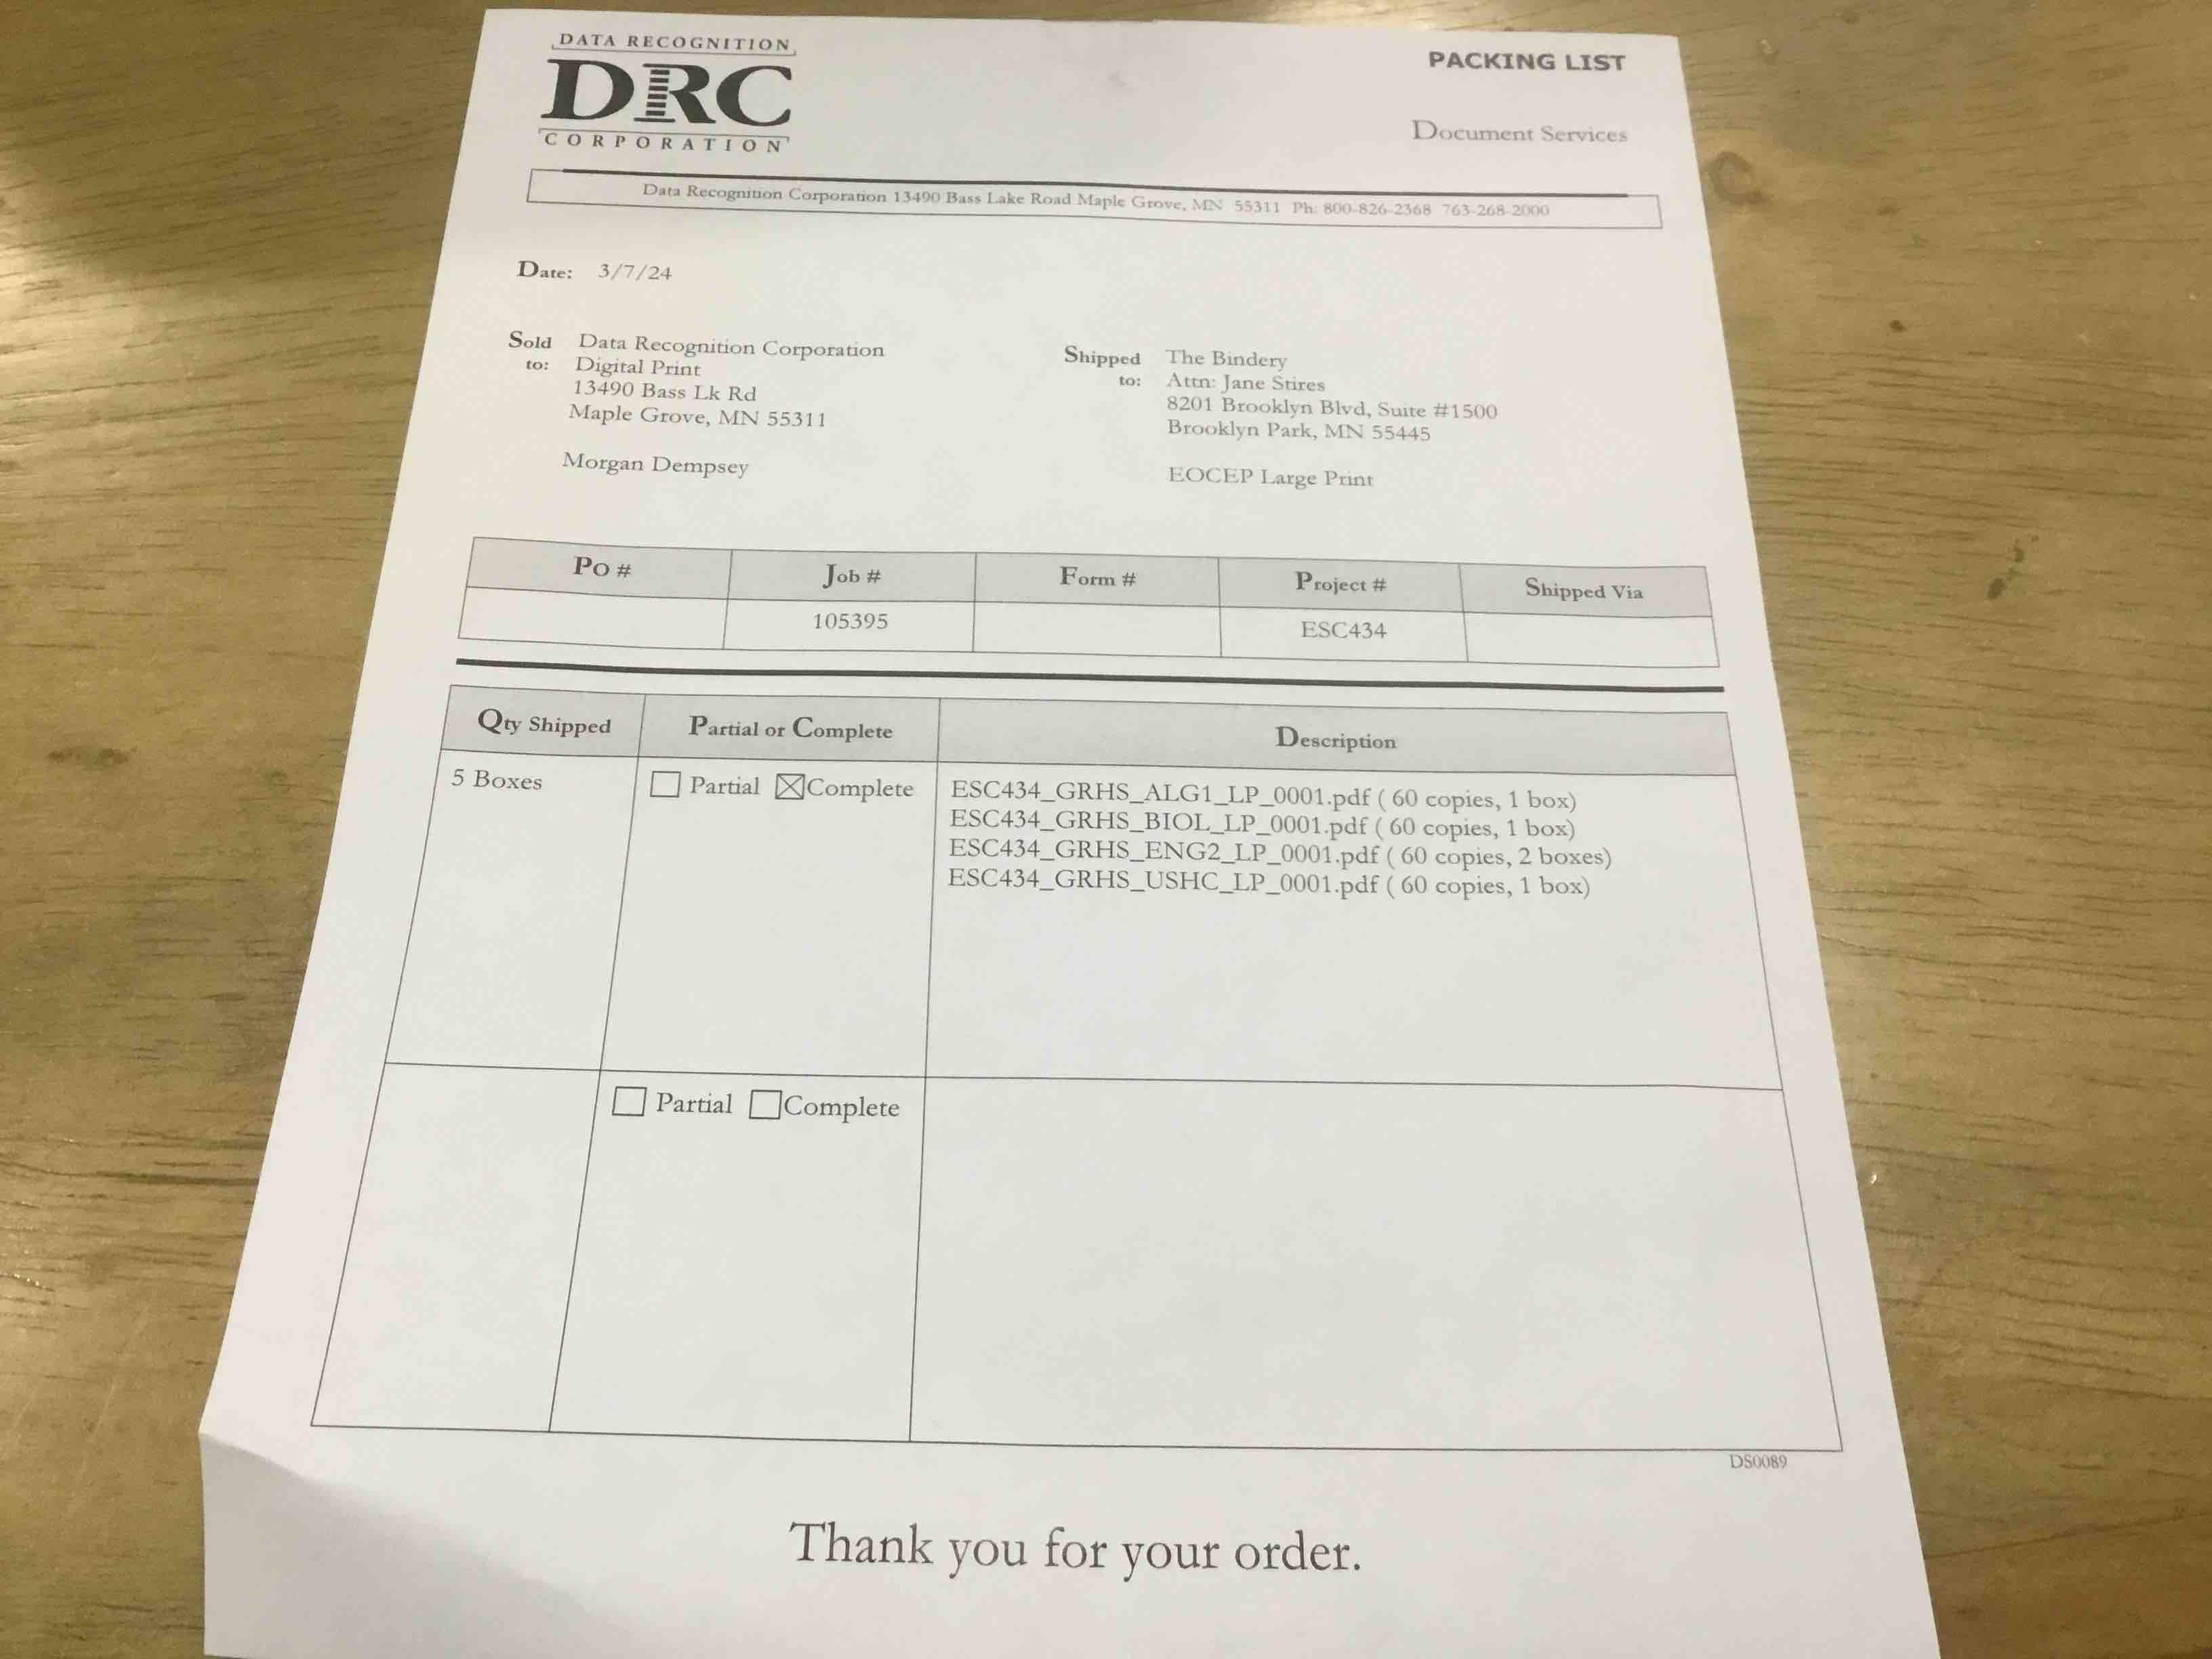 DATA RECOGNITION
DRC
CORPORATION
PACKING LIST
Document Services
Data Recognition Corporation 13490 Bass Lake Road Maple Grove, MN 55311 Ph: 800-826-2368 763-268-2000
Date: 3/7/24
Sold to: Data Recognition Corporation
Digital Print
13490 Bass Lk Rd
Maple Grove, MN 55311
Morgan Dempsey
Shipped to: The Bindery
Attn: Jane Stires
8201 Brooklyn Blvd, Suite #1500
Brooklyn Park, MN 55445
EOCEP Large Print
PO # Job # Form # Project # Shipped Via
105395 ESC434
Qty Shipped Partial or Complete Description
5 Boxes ☐ Partial ☒Complete ESC434_GRHS_ALG1_LP_0001.pdf ( 60 copies, 1 box)
ESC434_GRHS_BIOL_LP_0001.pdf ( 60 copies, 1 box)
ESC434_GRHS_ENG2_LP_0001.pdf ( 60 copies, 2 boxes)
ESC434_GRHS_USHC_LP_0001.pdf ( 60 copies, 1 box)
☐ Partial ☐Complete
DS0089
Thank you for your order.